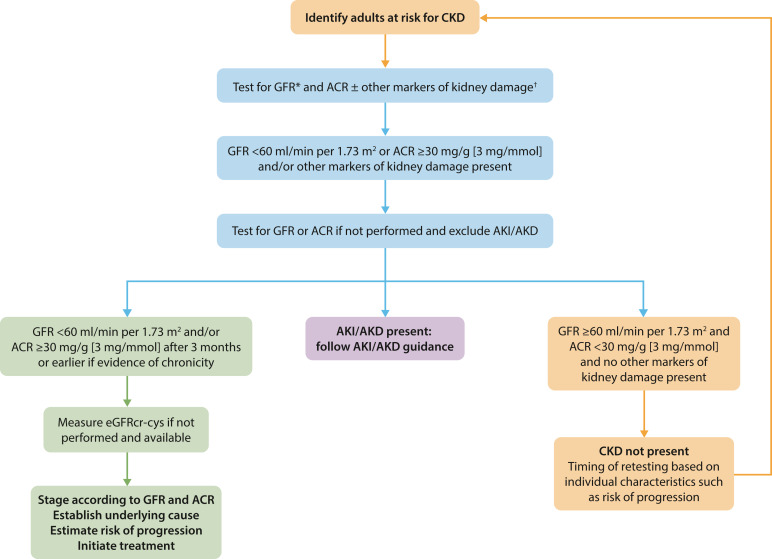 Identify adults at risk for CKD
Test for GFR* and ACR ± other markers of kidney damage†
GFR <60 ml/min per 1.73 m² or ACR ≥30 mg/g [3 mg/mmol]
and/or other markers of kidney damage present
Test for GFR or ACR if not performed and exclude AKI/AKD
GFR <60 ml/min per 1.73 m² and/or
ACR ≥30 mg/g [3 mg/mmol] after 3 months
or earlier if evidence of chronicity
Measure eGFRcr-cys if not
performed and available
Stage according to GFR and ACR
Establish underlying cause
Estimate risk of progression
Initiate treatment
AKI/AKD present:
follow AKI/AKD guidance
GFR ≥60 ml/min per 1.73 m² and
ACR <30 mg/g [3 mg/mmol]
and no other markers of
kidney damage present
CKD not present
Timing of retesting based on
individual characteristics such
as risk of progression